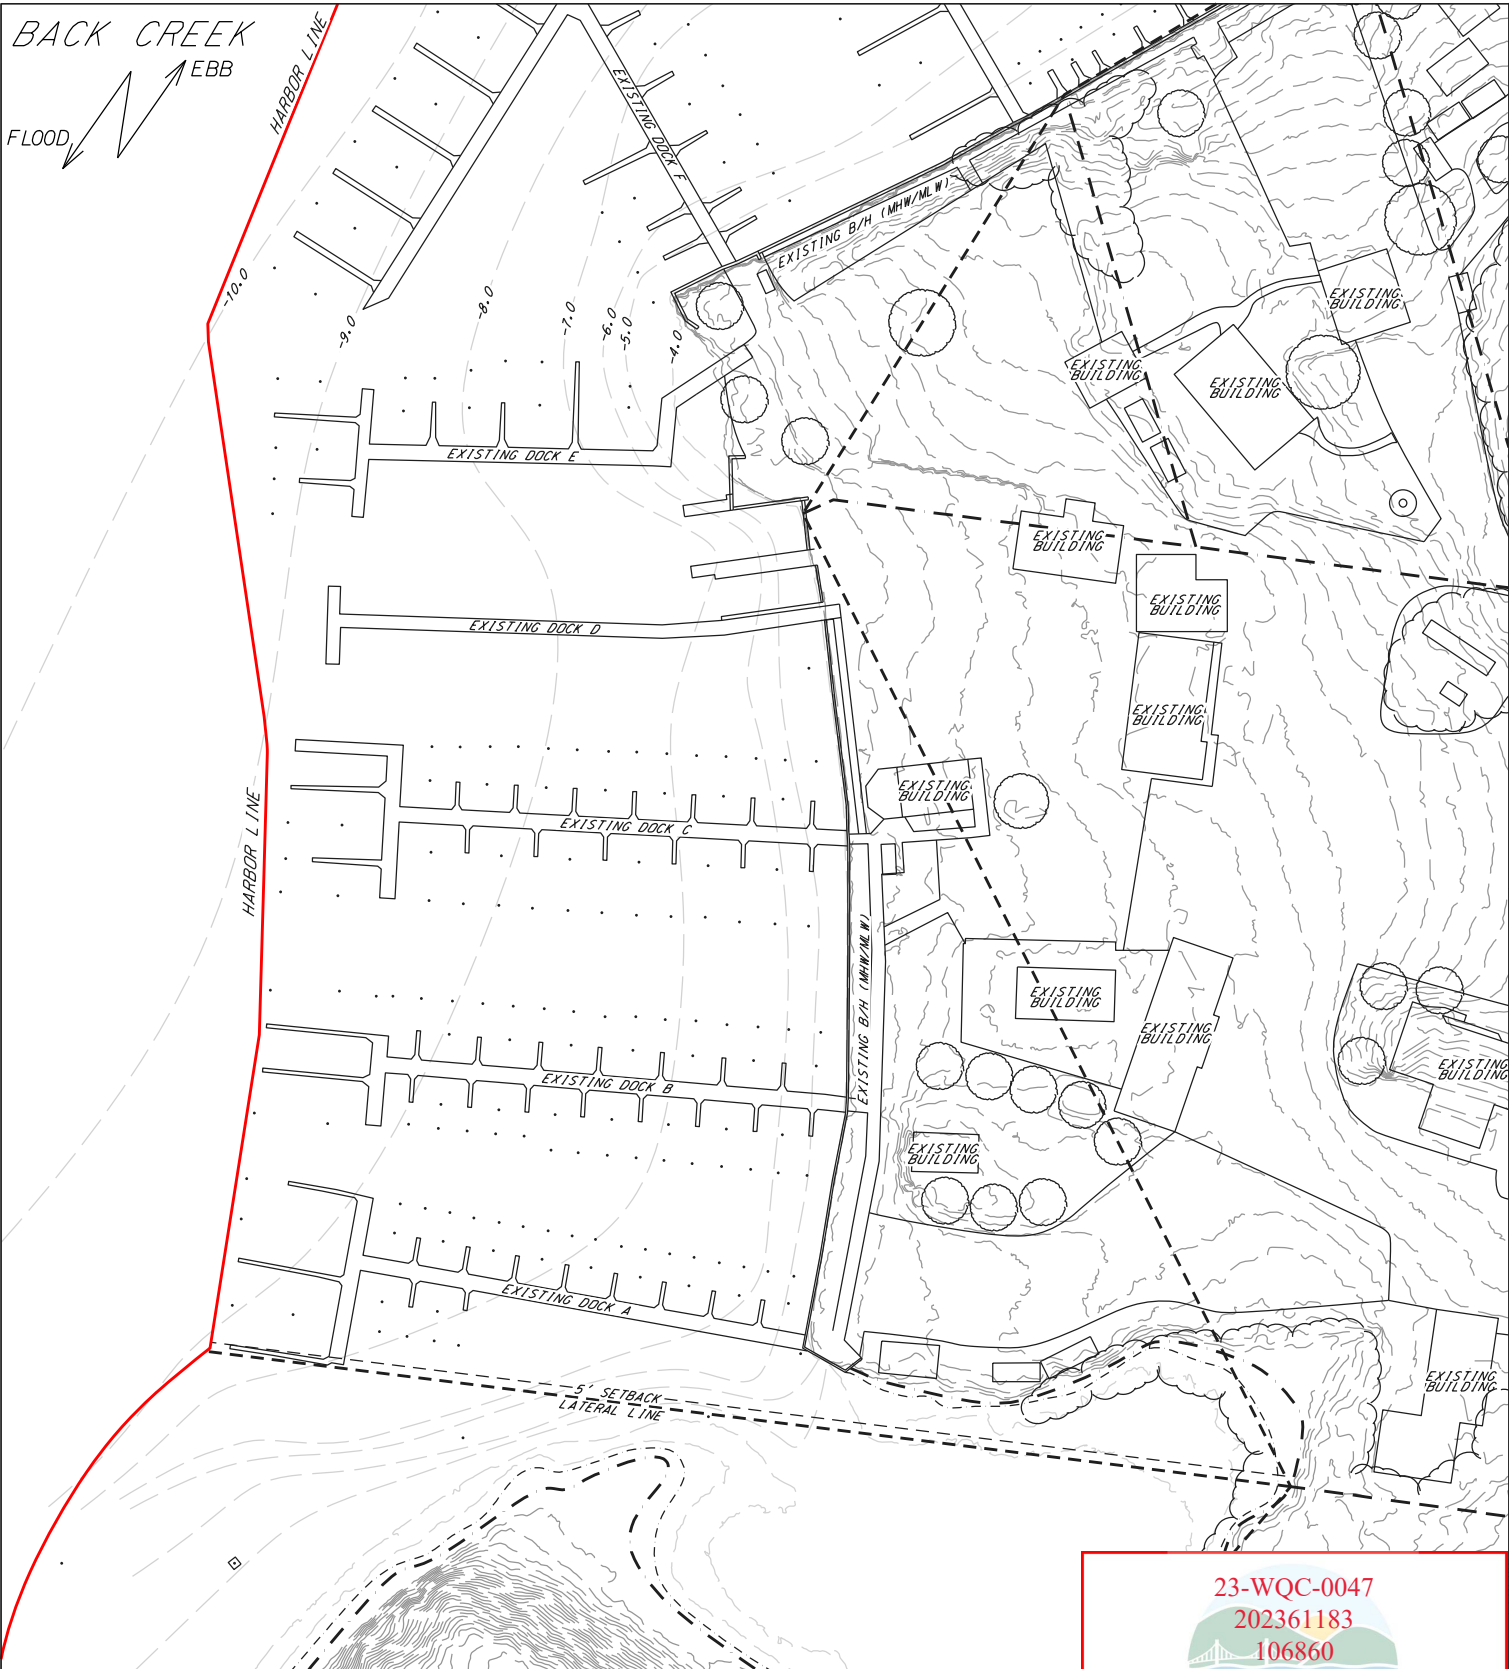 BACK CREEK
EBB
FLOOD
HARBOR LINE
EXISTING DOCK F
EXISTING B/H (MHW/MLW)
-10.0
-9.0
-8.0
-7.0
-6.0
-5.0
-4.0
EXISTING
BUILDING
EXISTING
BUILDING
EXISTING
BUILDING
EXISTING DOCK E
EXISTING
BUILDING
EXISTING
BUILDING
EXISTING DOCK D
EXISTING
BUILDING
EXISTING
BUILDING
HARBOR LINE
EXISTING DOCK C
EXISTING B/H (MHW/MLW)
EXISTING
BUILDING
EXISTING
BUILDING
EXISTING
BUILDING
EXISTING DOCK B
EXISTING
BUILDING
EXISTING DOCK A
EXISTING
BUILDING
5' SETBACK
LATERAL LINE
23-WQC-0047
202361183
106860